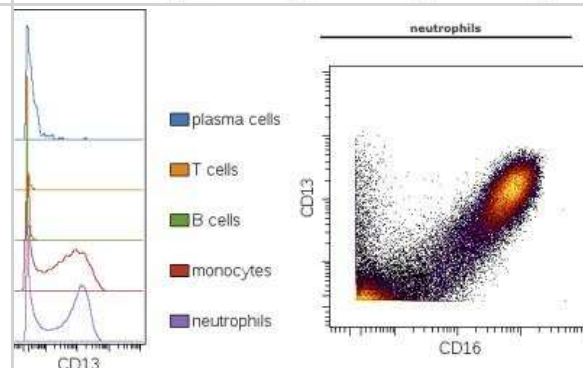 neutrophils
plasma cells
T cells
B cells
monocytes
neutrophils
CD13
CD13
CD16